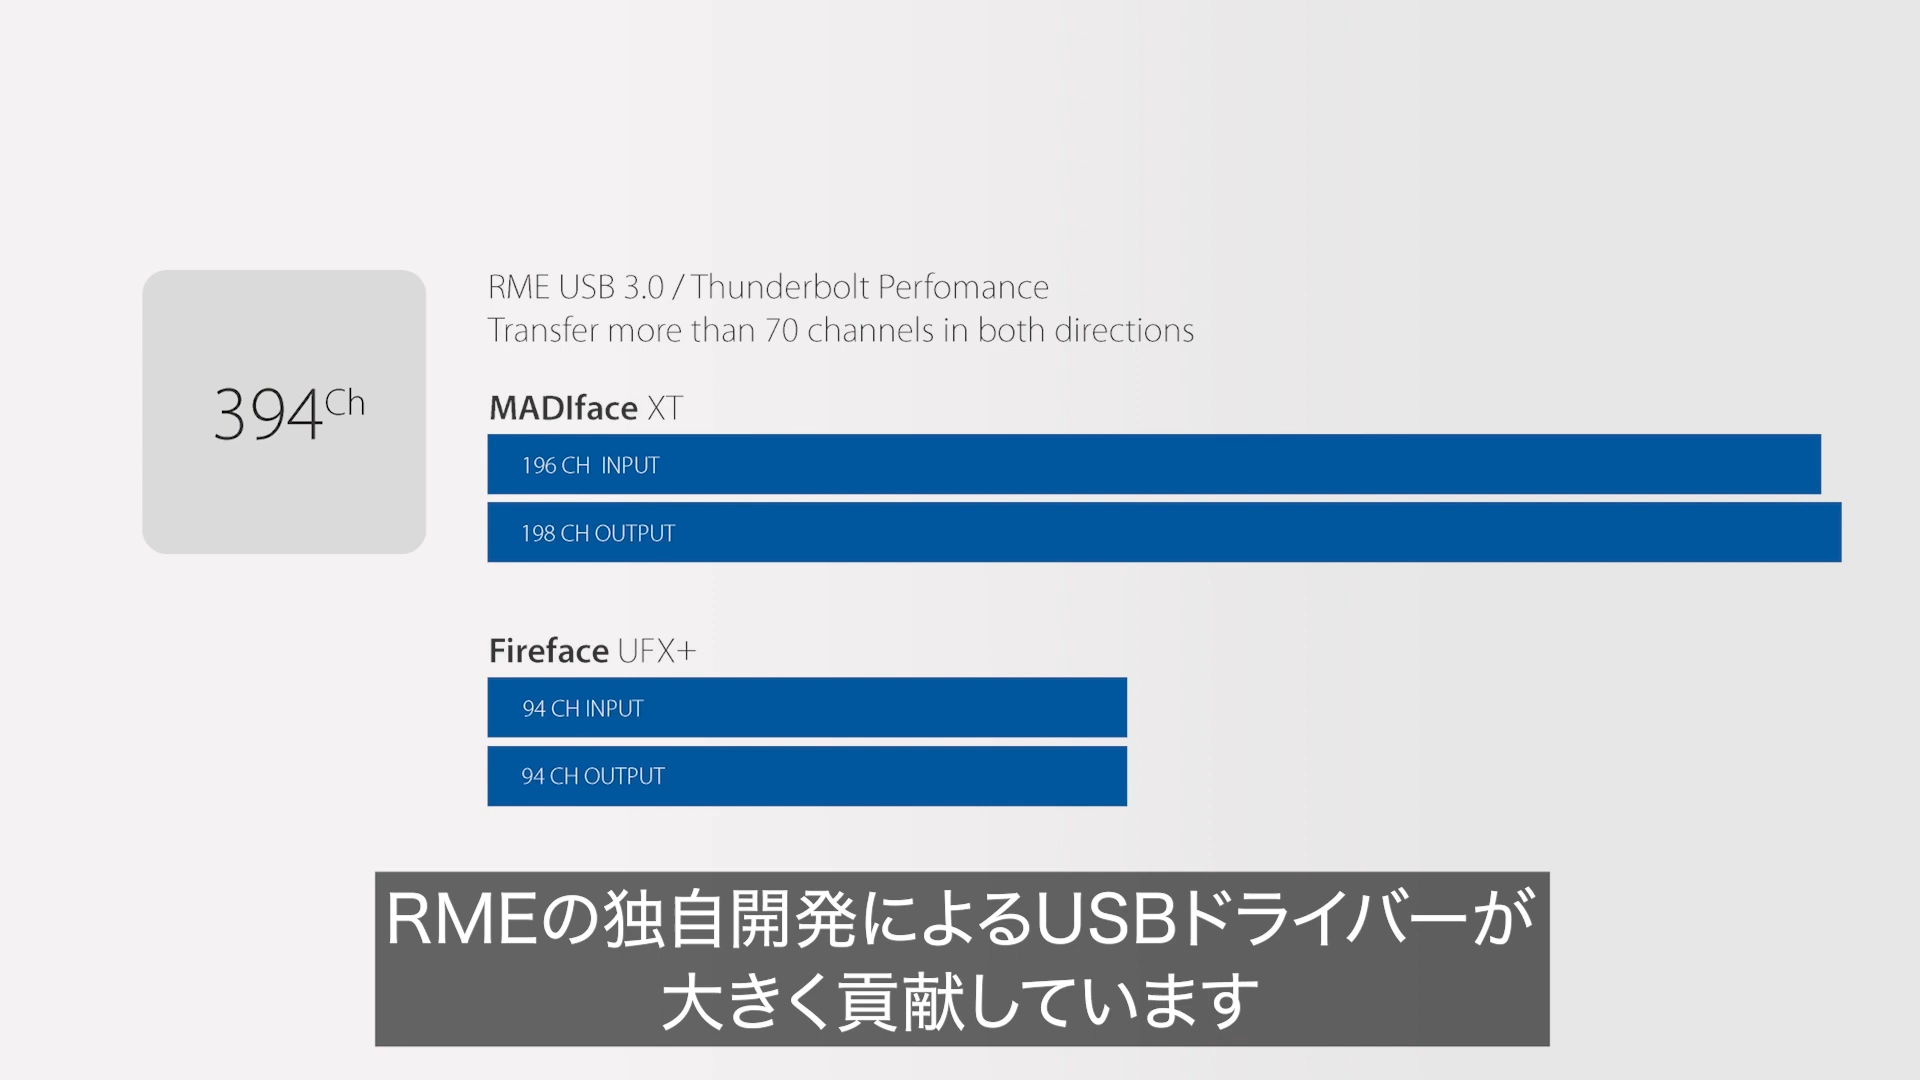 394Ch
RME USB 3.0 / Thunderbolt Perfomance
Transfer more than 70 channels in both directions
MADIface XT
196 CH INPUT
198 CH OUTPUT
Fireface UFX+
94 CH INPUT
94 CH OUTPUT
RMEの独自開発によるUSBドライバーが
大きく貢献しています